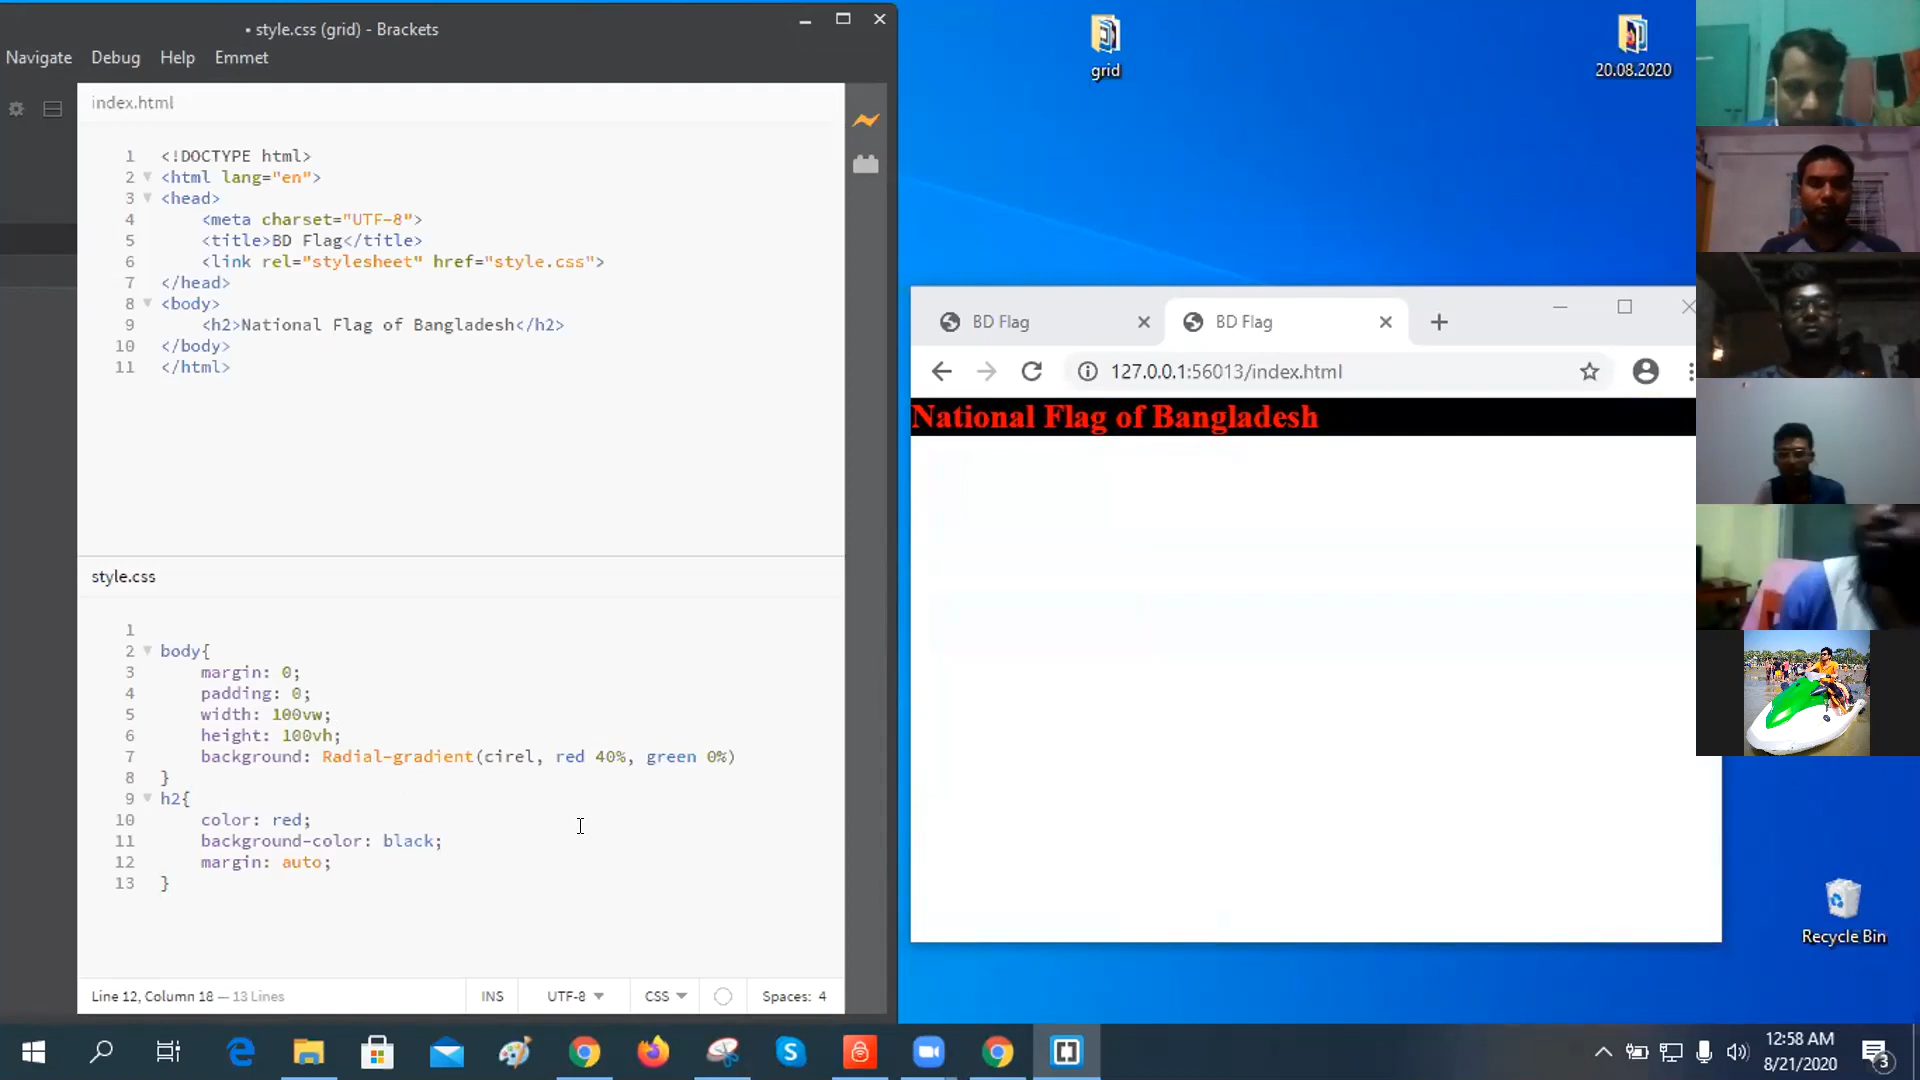 • style.css (grid) - Brackets
Navigate Debug Help Emmet
index.html
1 <!DOCTYPE html>
2 <html lang="en">
3 <head>
4 <meta charset="UTF-8">
5 <title>BD Flag</title>
6 <link rel="stylesheet" href="style.css">
7 </head>
8 <body>
9 <h2>National Flag of Bangladesh</h2>
10 </body>
11 </html>
style.css
1
2 body{
3 margin: 0;
4 padding: 0;
5 width: 100vw;
6 height: 100vh;
7 background: Radial-gradient(cirel, red 40%, green 0%)
8 }
9 h2{
10 color: red;
11 background-color: black;
12 margin: auto;
13 }
Line 12, Column 18 — 13 Lines
INS UTF-8 CSS Spaces: 4
grid
20.08.2020
BD Flag
BD Flag
127.0.0.1:56013/index.html
National Flag of Bangladesh
Recycle Bin
12:58 AM
8/21/2020
3